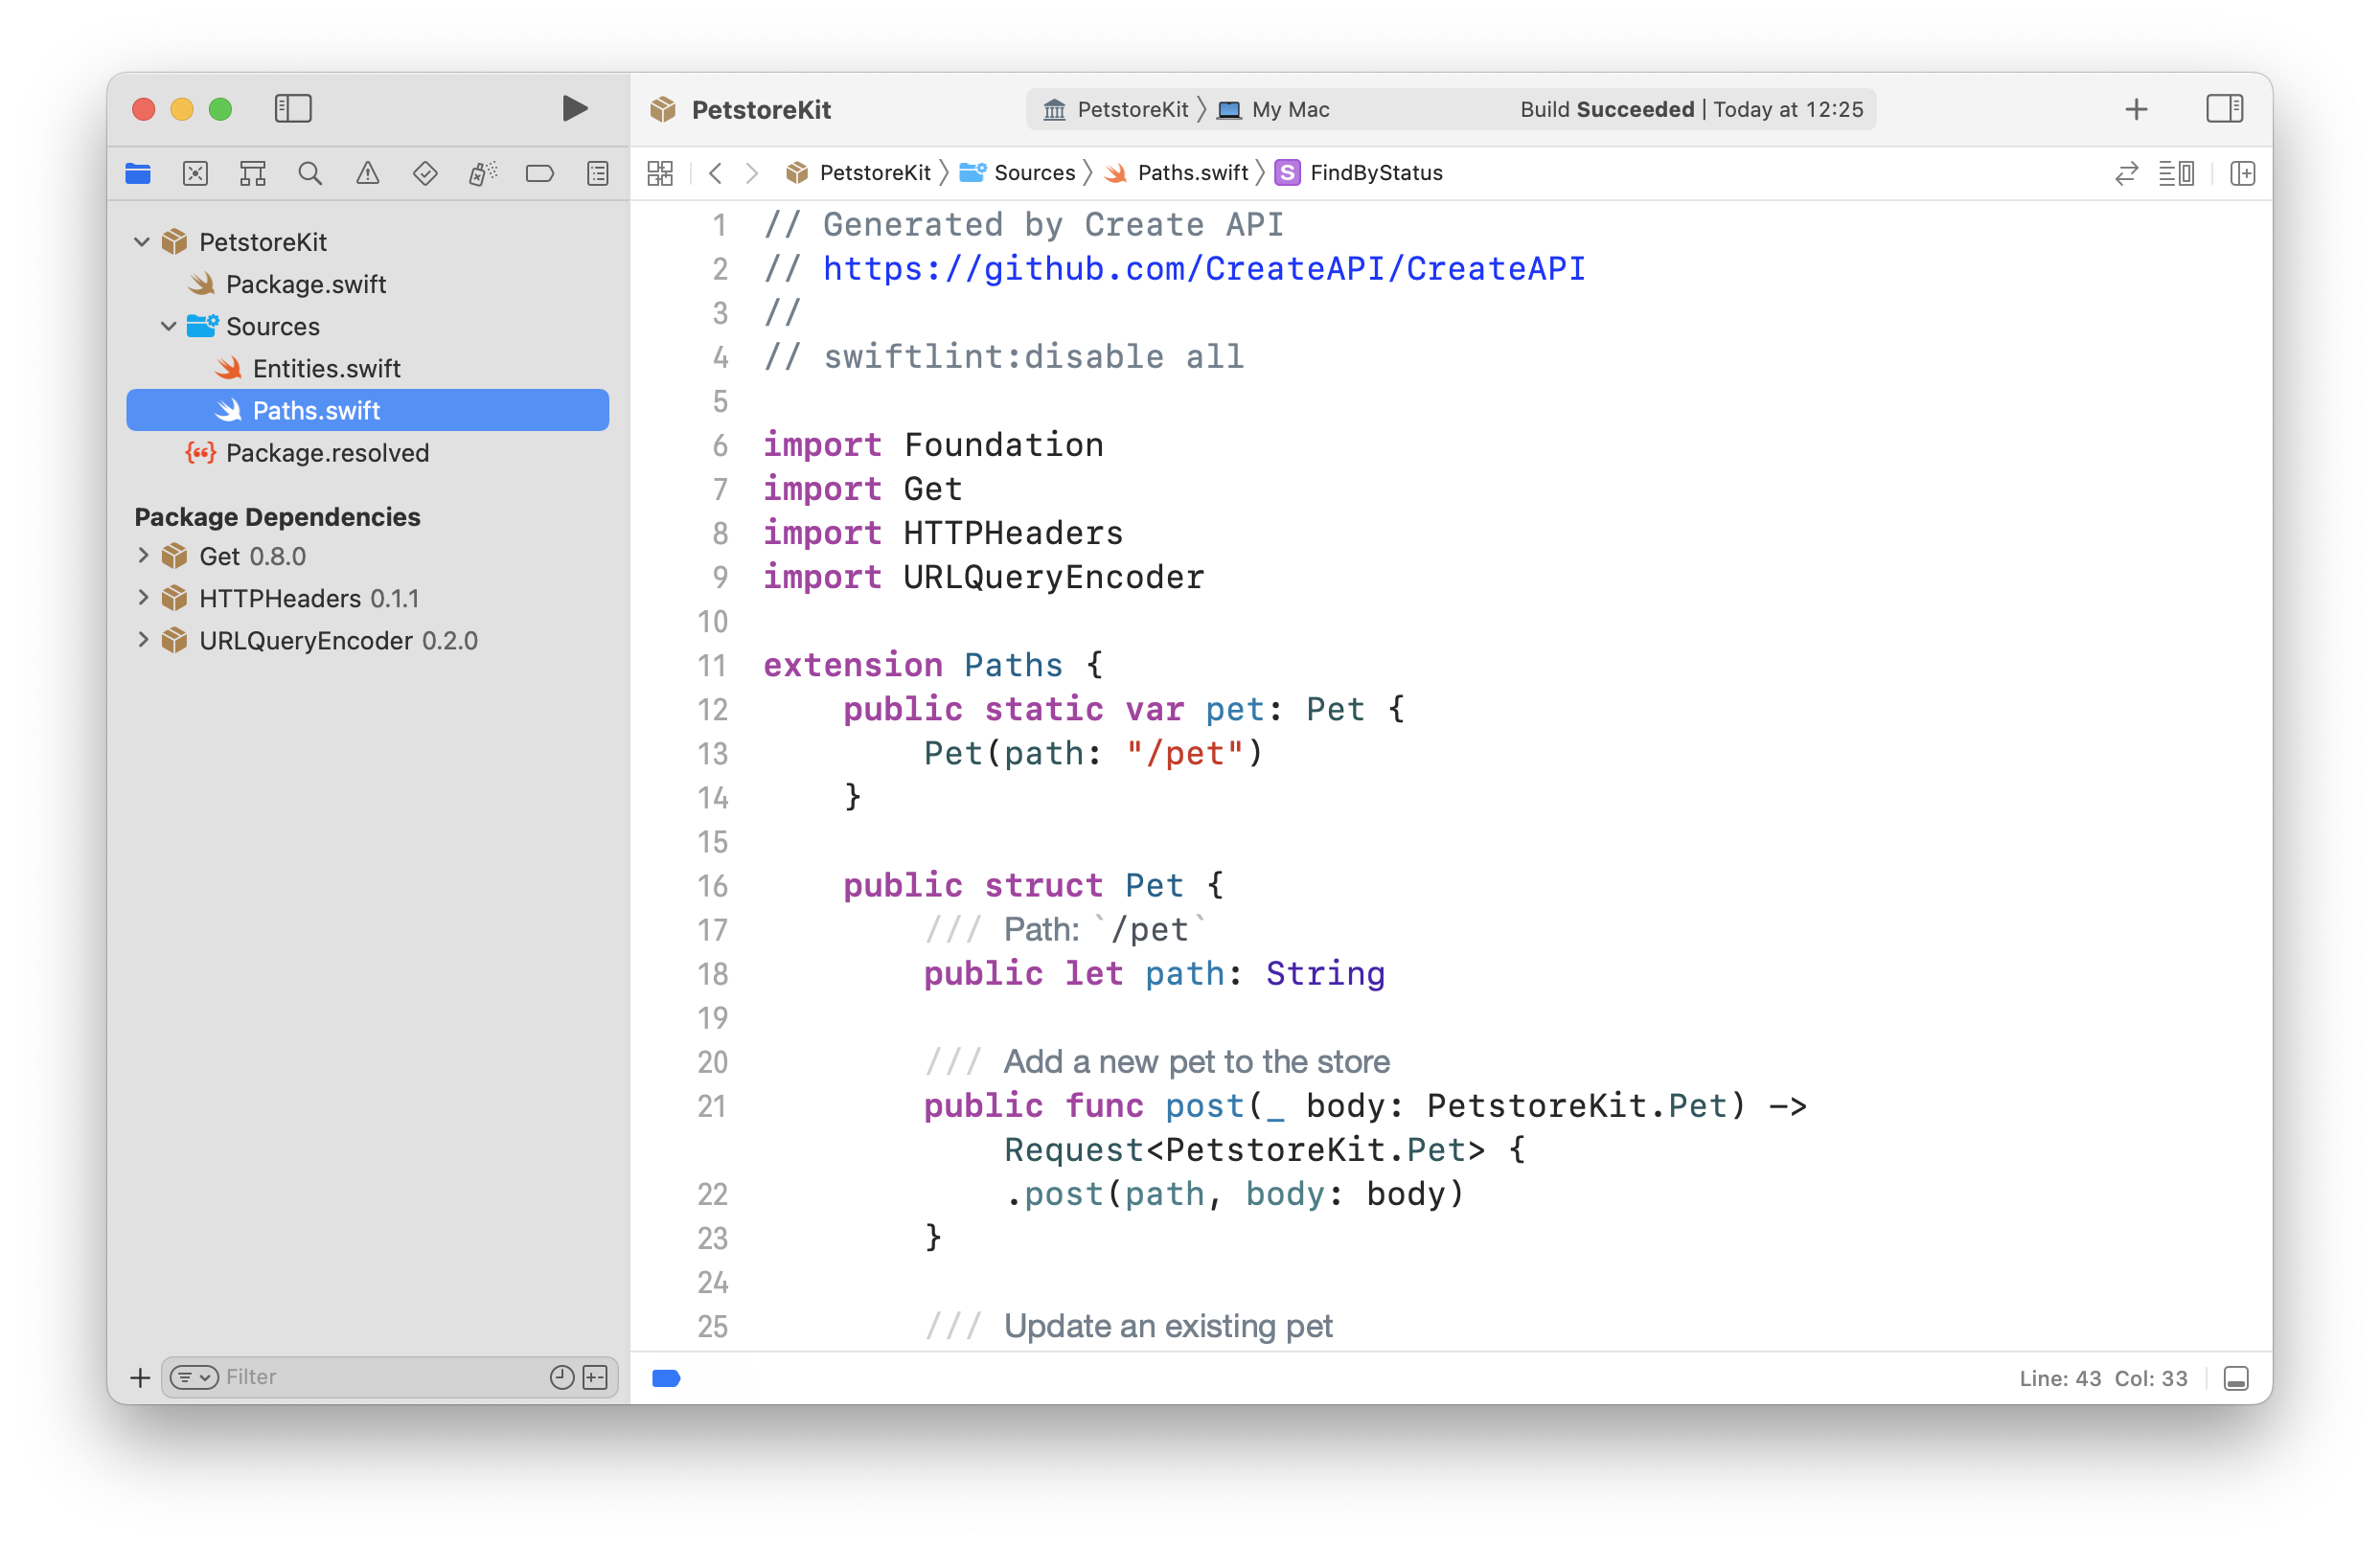 PetstoreKit
PetstoreKit My Mac
Build Succeeded | Today at 12:25
PetstoreKit Sources Paths.swift S FindByStatus
PetstoreKit
Package.swift
Sources
Entities.swift
Paths.swift
Package.resolved
Package Dependencies
Get 0.8.0
HTTPHeaders 0.1.1
URLQueryEncoder 0.2.0
Filter
1 // Generated by Create API
2 // https://github.com/CreateAPI/CreateAPI
3 //
4 // swiftlint:disable all
5
6 import Foundation
7 import Get
8 import HTTPHeaders
9 import URLQueryEncoder
10
11 extension Paths {
12 public static var pet: Pet {
13 Pet(path: "/pet")
14 }
15
16 public struct Pet {
17 /// Path: `/pet`
18 public let path: String
19
20 /// Add a new pet to the store
21 public func post(_ body: PetstoreKit.Pet) ->
Request<PetstoreKit.Pet> {
22 .post(path, body: body)
23 }
24
25 /// Update an existing pet
Line: 43 Col: 33